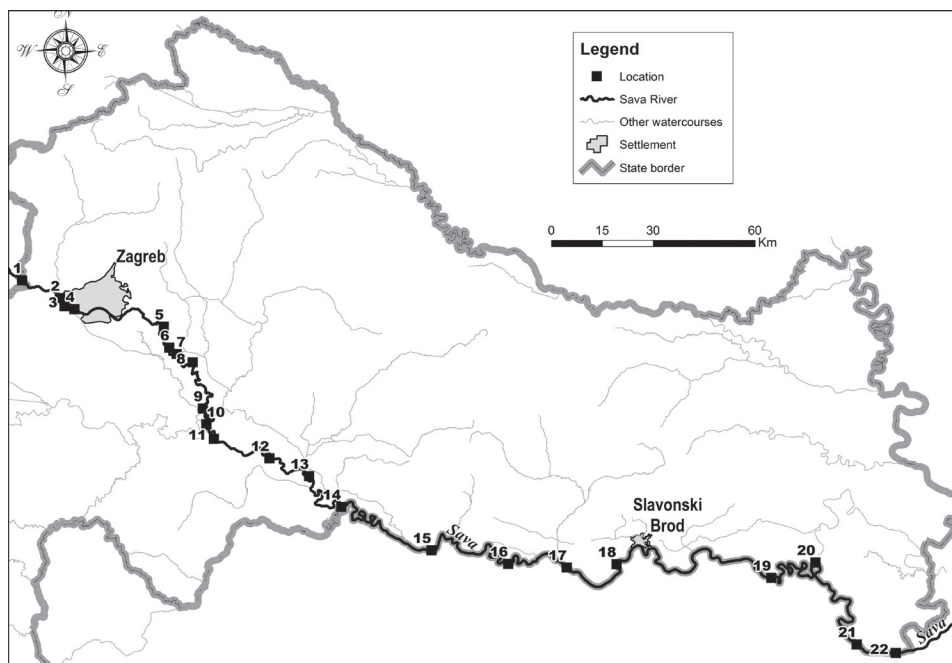 N
W
E
S
Legend
Location
Sava River
Other watercourses
Settlement
State border
0 15 30 60
Km
Zagreb
1
2
3
4
5
6
7
8
9
10
11
12
13
14
15
Sava
16
17
18
Slavonski
Brod
19
20
21
22
Sava